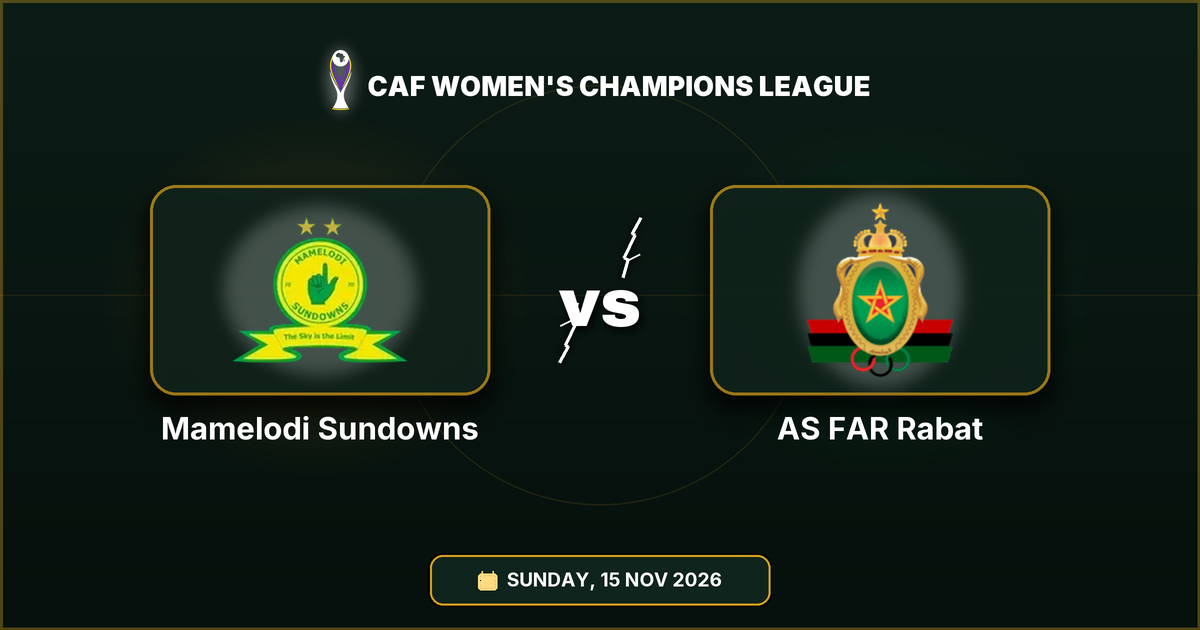 CAF WOMEN'S CHAMPIONS LEAGUE
MAMELODI
SUNDOWNS
The Sky is the Limit
vs
Mamelodi Sundowns
AS FAR Rabat
SUNDAY, 15 NOV 2026